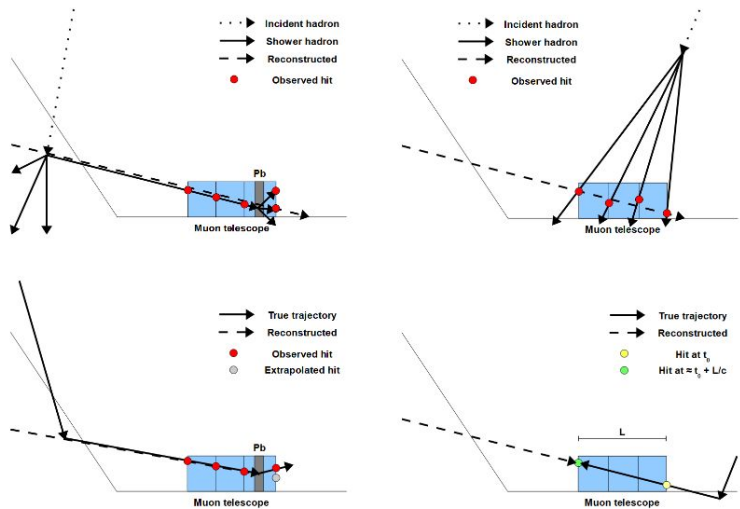 Incident hadron
Shower hadron
Reconstructed
Observed hit
Pb
Muon telescope
Incident hadron
Shower hadron
Reconstructed
Observed hit
Muon telescope
True trajectory
Reconstructed
Observed hit
Extrapolated hit
Pb
Muon telescope
True trajectory
Reconstructed
Hit at t₀
Hit at ≈ t₀ + L/c
L
Muon telescope